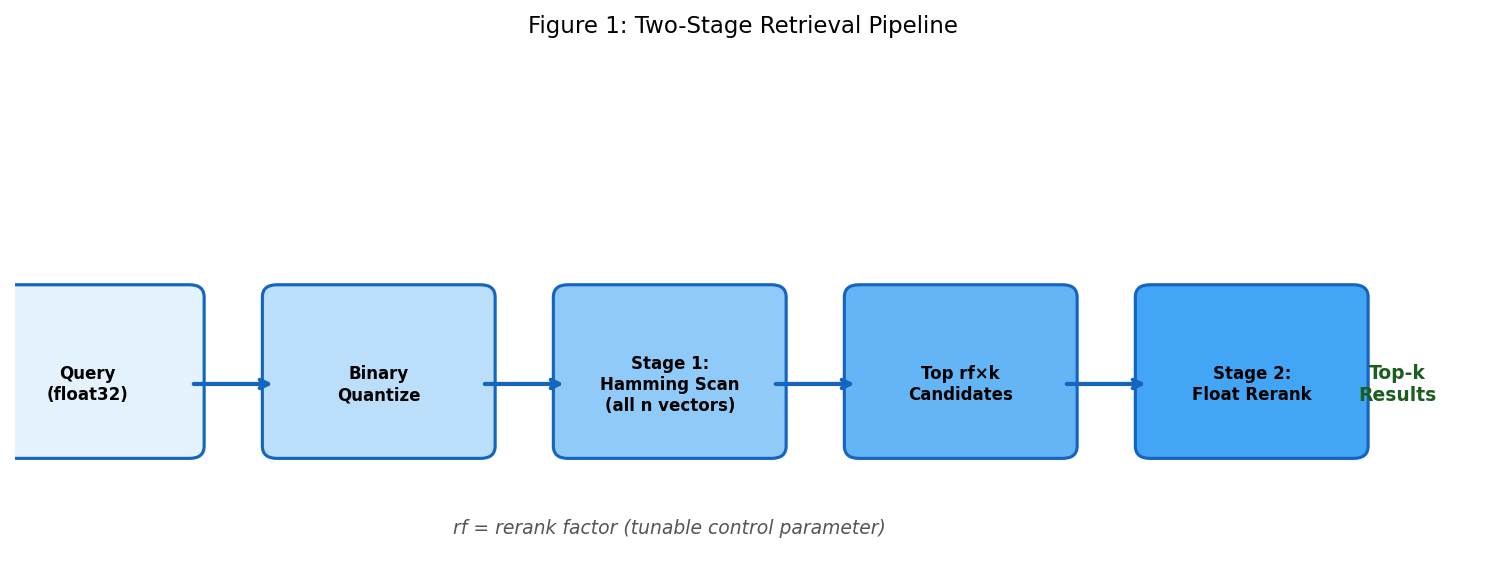 Figure 1: Two-Stage Retrieval Pipeline
Query
(float32)
Binary
Quantize
Stage 1:
Hamming Scan
(all n vectors)
Top rf×k
Candidates
Stage 2:
Float Rerank
Top-k
Results
rf = rerank factor (tunable control parameter)